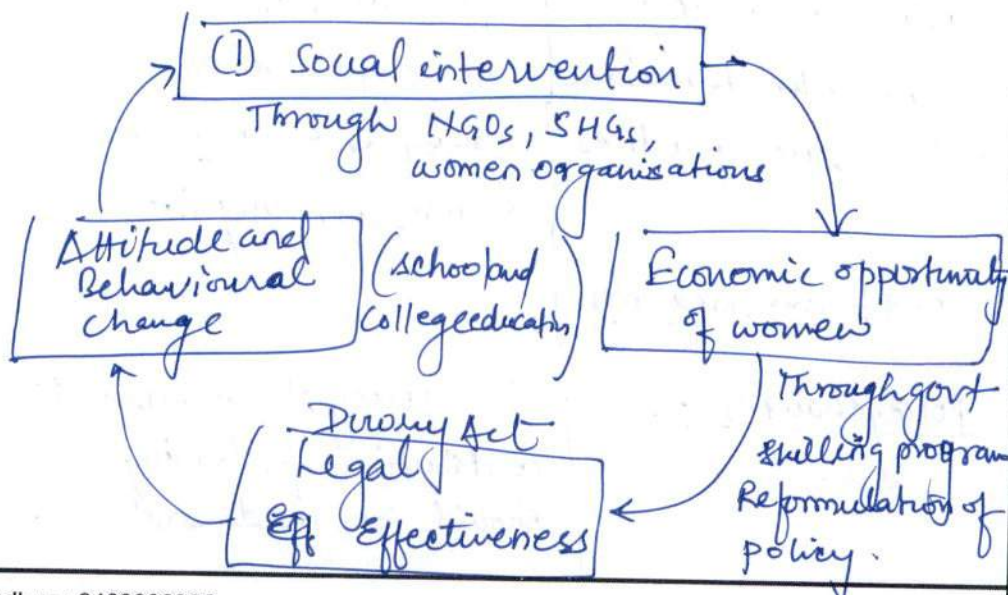 ① Social intervention
Through NGOs, SHGs,
women organisations
Attitude and
Behavioural
change
(school and
college education)
Economic opportunity
of women
Through govt
skilling program
Reformulation of
policy.
Dowry Act
Legal
Eff Effectiveness